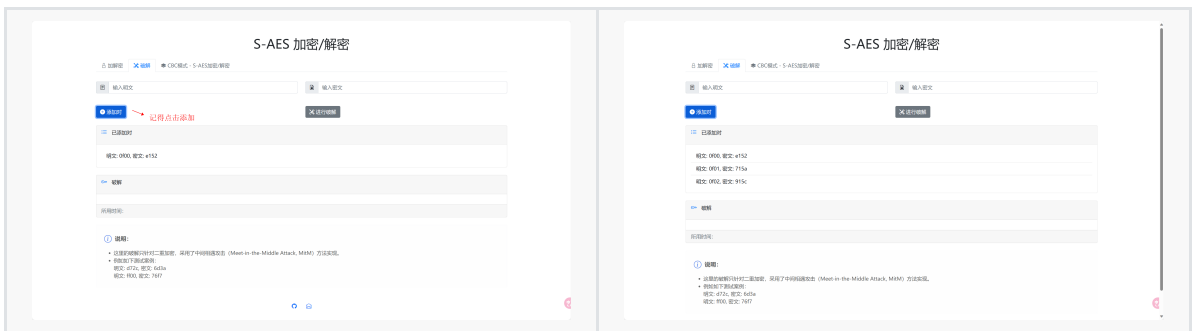 S-AES 加密/解密
加解密 破解 CBC模式 - S-AES加密/解密
输入明文 输入密文
添加对 进行破解
记得点击添加
已添加对
明文: 0f00, 密文: e152
破解
所用时间:
说明:
这里的破解只针对二重加密，采用了中间相遇攻击（Meet-in-the-Middle Attack, MitM）方法实现。
例如如下测试案例:
明文: d72c, 密文: 6d3a
明文: ff00, 密文: 76f7
S-AES 加密/解密
加解密 破解 CBC模式 - S-AES加密/解密
输入明文 输入密文
添加对 进行破解
已添加对
明文: 0f00, 密文: e152
明文: 0f01, 密文: 715a
明文: 0f02, 密文: 915c
破解
所用时间:
说明:
这里的破解只针对二重加密，采用了中间相遇攻击（Meet-in-the-Middle Attack, MitM）方法实现。
例如如下测试案例:
明文: d72c, 密文: 6d3a
明文: ff00, 密文: 76f7